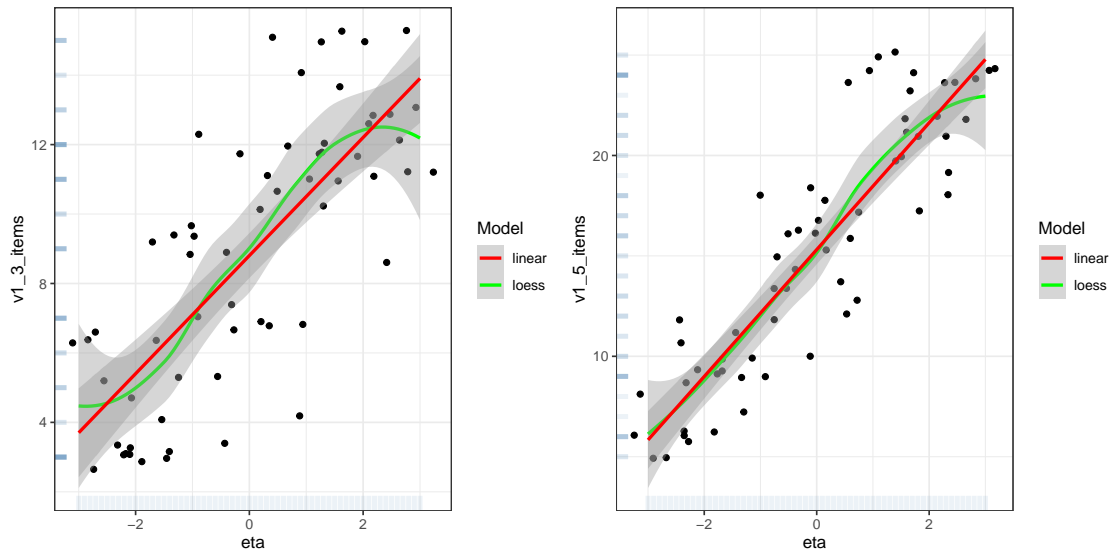 v1_3_items
12
8
4
−2
0
2
eta
Model
linear
loess
v1_5_items
20
10
−2
0
2
eta
Model
linear
loess